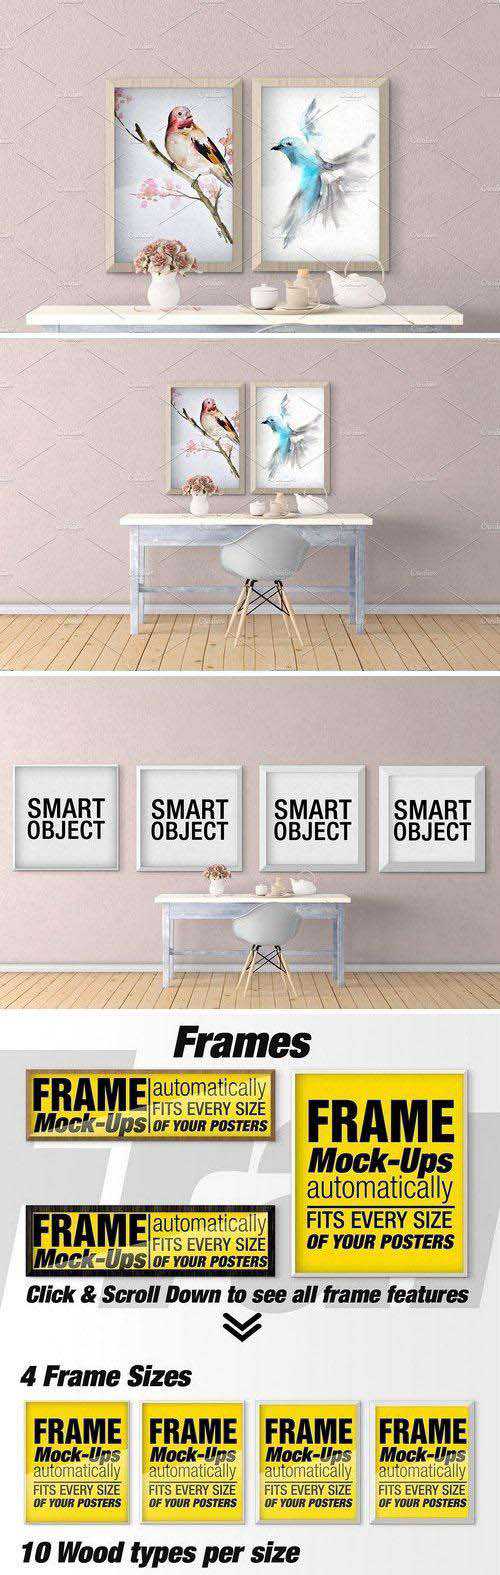 SMART
OBJECT
SMART
OBJECT
SMART
OBJECT
SMART
OBJECT
Frames
FRAME
Mock-Ups
automatically
FITS EVERY SIZE
OF YOUR POSTERS
FRAME
Mock-Ups
automatically
FITS EVERY SIZE
OF YOUR POSTERS
FRAME
Mock-Ups
automatically
FITS EVERY SIZE
OF YOUR POSTERS
Click & Scroll Down to see all frame features
4 Frame Sizes
FRAME
Mock-Ups
automatically
FITS EVERY SIZE
OF YOUR POSTERS
FRAME
Mock-Ups
automatically
FITS EVERY SIZE
OF YOUR POSTERS
FRAME
Mock-Ups
automatically
FITS EVERY SIZE
OF YOUR POSTERS
FRAME
Mock-Ups
automatically
FITS EVERY SIZE
OF YOUR POSTERS
10 Wood types per size